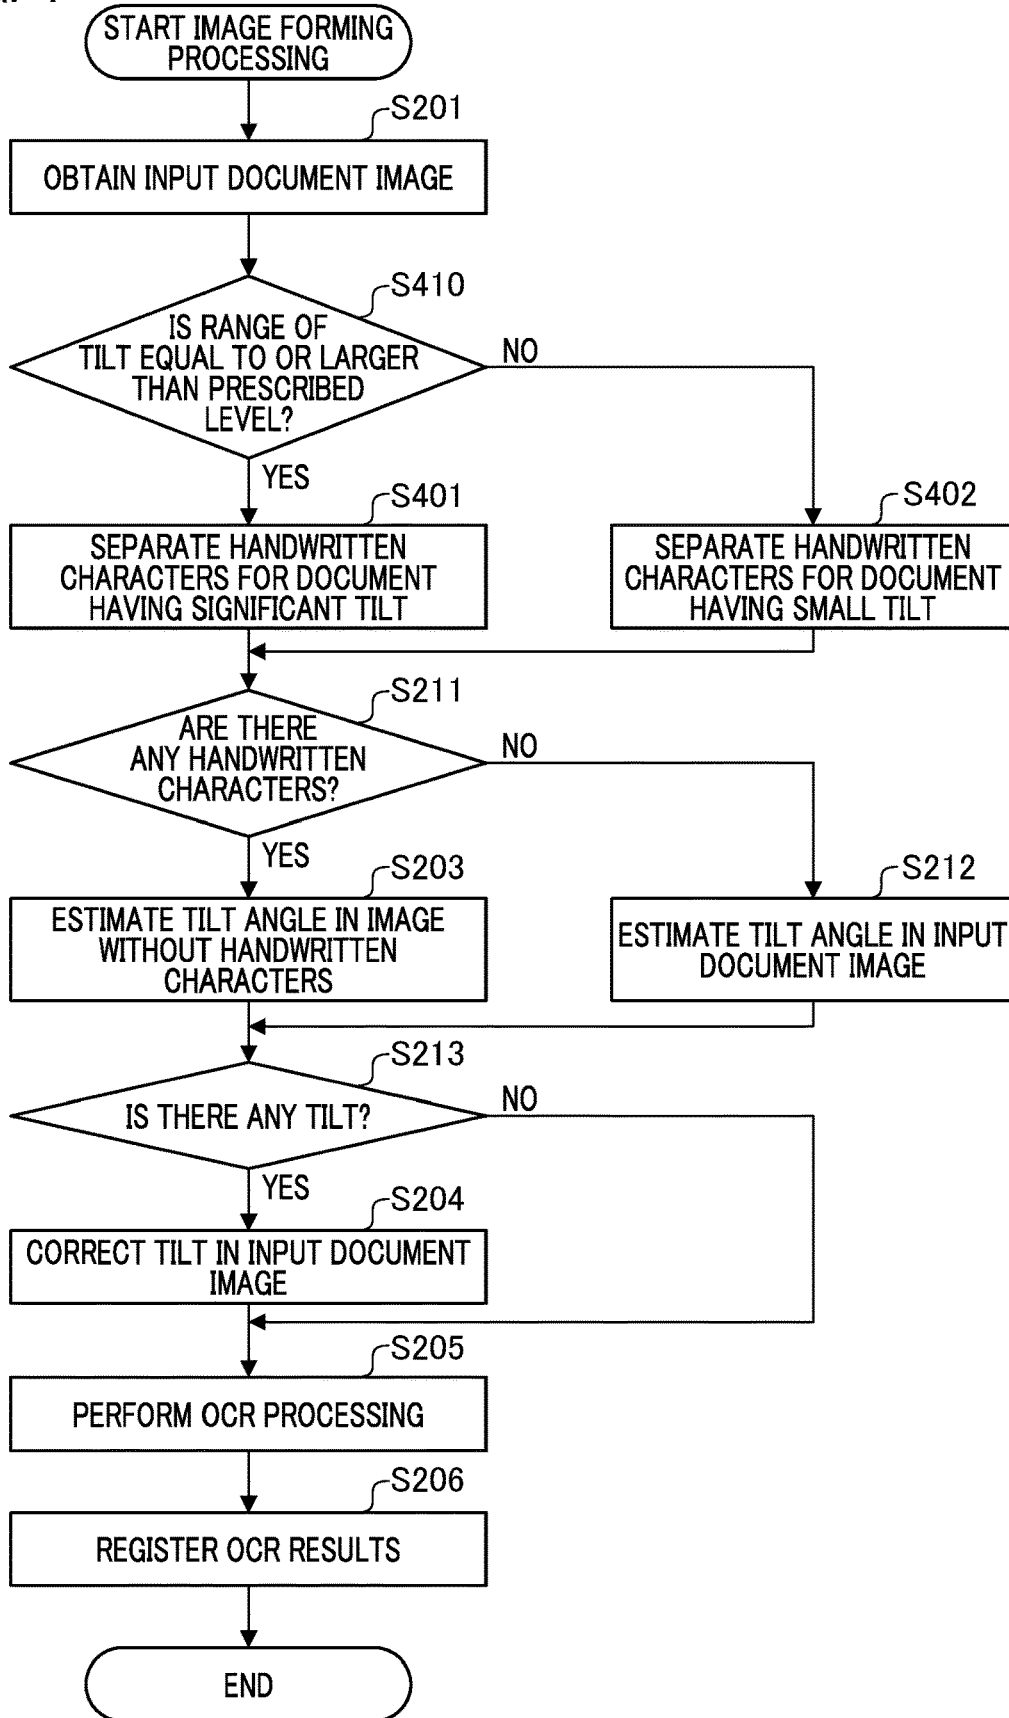 START IMAGE FORMING
PROCESSING
S201
OBTAIN INPUT DOCUMENT IMAGE
S410
IS RANGE OF
TILT EQUAL TO OR LARGER
THAN PRESCRIBED
LEVEL?
NO
YES
S401
SEPARATE HANDWRITTEN
CHARACTERS FOR DOCUMENT
HAVING SIGNIFICANT TILT
S402
SEPARATE HANDWRITTEN
CHARACTERS FOR DOCUMENT
HAVING SMALL TILT
S211
ARE THERE
ANY HANDWRITTEN
CHARACTERS?
NO
YES
S203
ESTIMATE TILT ANGLE IN IMAGE
WITHOUT HANDWRITTEN
CHARACTERS
S212
ESTIMATE TILT ANGLE IN INPUT
DOCUMENT IMAGE
S213
IS THERE ANY TILT?
NO
YES
S204
CORRECT TILT IN INPUT DOCUMENT
IMAGE
S205
PERFORM OCR PROCESSING
S206
REGISTER OCR RESULTS
END